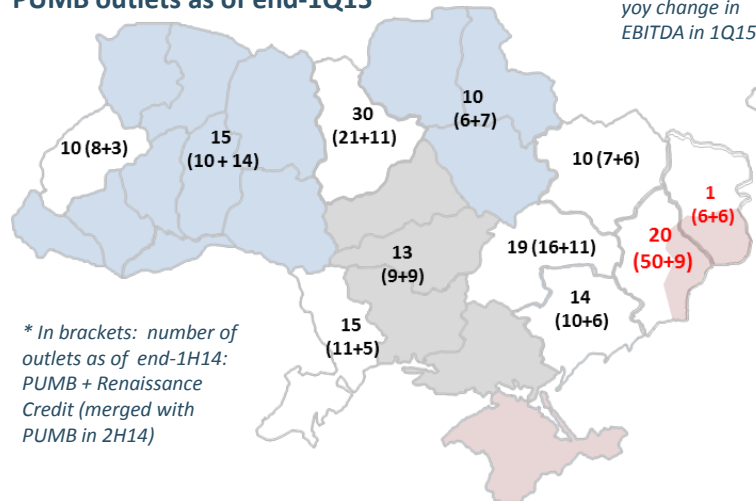 PUMB outlets as of end-1Q15
yoy change in
EBITDA in 1Q15
10 (8+3)
15
(10 + 14)
30
(21+11)
10
(6+7)
10 (7+6)
1
(6+6)
20
(50+9)
19 (16+11)
13
(9+9)
14
(10+6)
15
(11+5)
* In brackets: number of
outlets as of end-1H14:
PUMB + Renaissance
Credit (merged with
PUMB in 2H14)